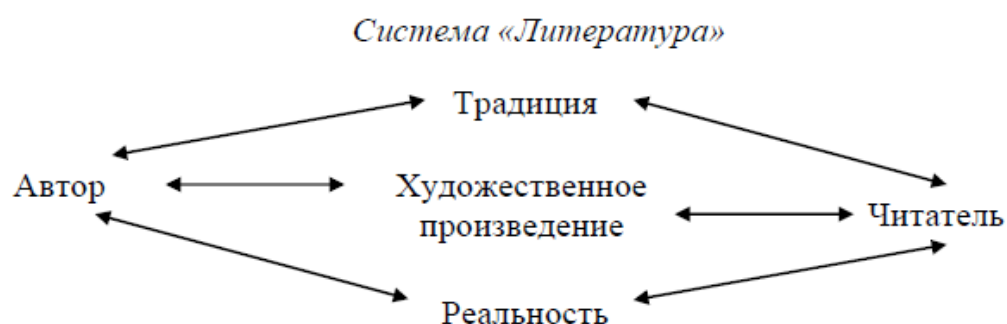 Система «Литература»
Традиция
Автор
Художественное
произведение
Читатель
Реальность